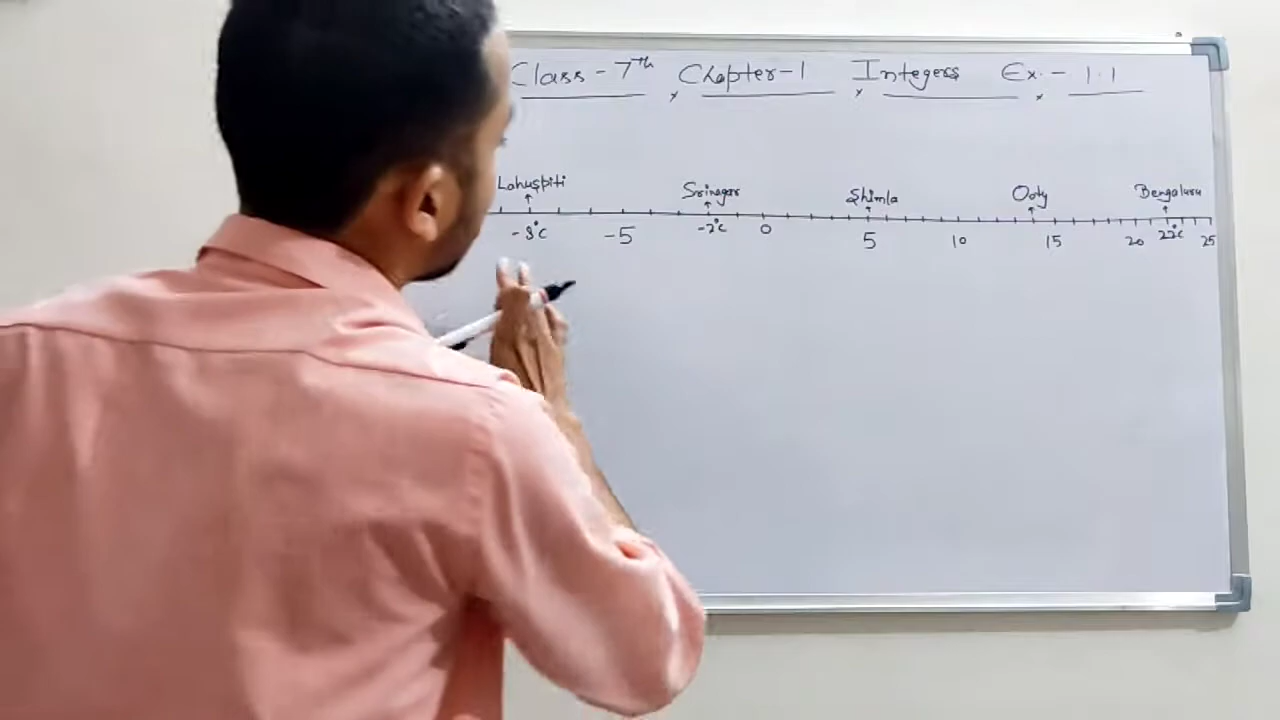 Class - 7th Chapter-1 Integers Ex. - 1.1
Lahuspiti Srinagar Shimla Ooty Bengaluru
-8°C -5 -2°C 0 5 10 15 20 22°C 25